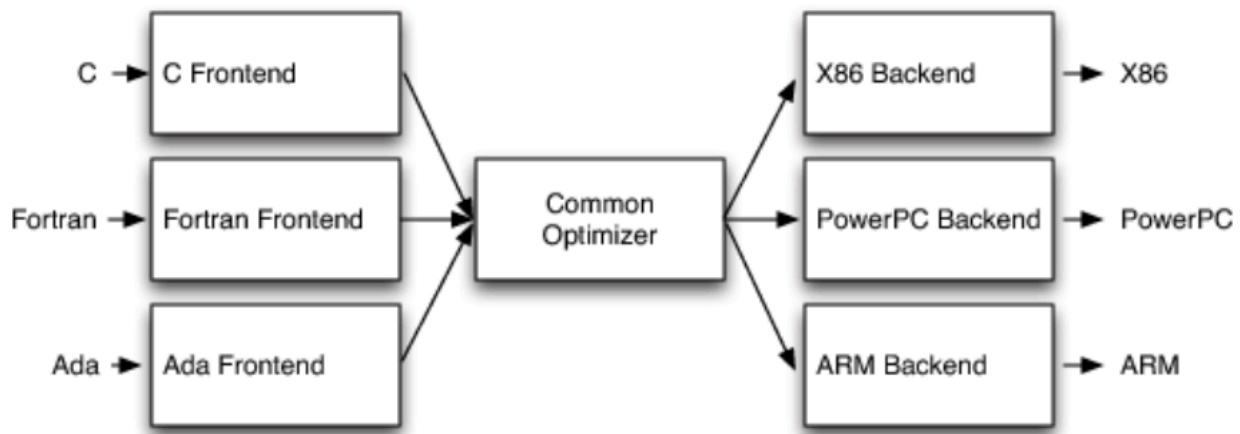 C
C Frontend
X86 Backend
X86
Fortran
Fortran Frontend
Common
Optimizer
PowerPC Backend
PowerPC
Ada
Ada Frontend
ARM Backend
ARM